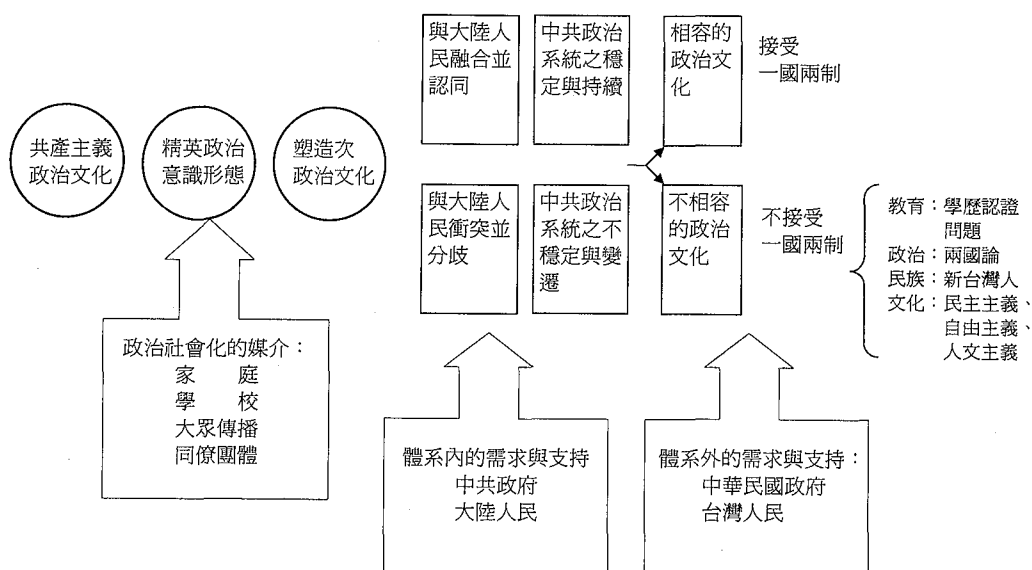 與大陸人
民融合並
認同
中共政治
系統之穩
定與持續
相容的
政治文
化
接受
一國兩制
共產主義
政治文化
精英政治
意識形態
塑造次
政治文化
與大陸人
民衝突並
分歧
中共政治
系統之不
穩定與變
遷
不相容
的政治
文化
不接受
一國兩制
教育：學歷認證
問題
政治：兩國論
民族：新台灣人
文化：民主主義、
自由主義、
人文主義
政治社會化的媒介：
家　　庭
學　　校
大眾傳播
同僚團體
體系內的需求與支持
中共政府
大陸人民
體系外的需求與支持：
中華民國政府
台灣人民